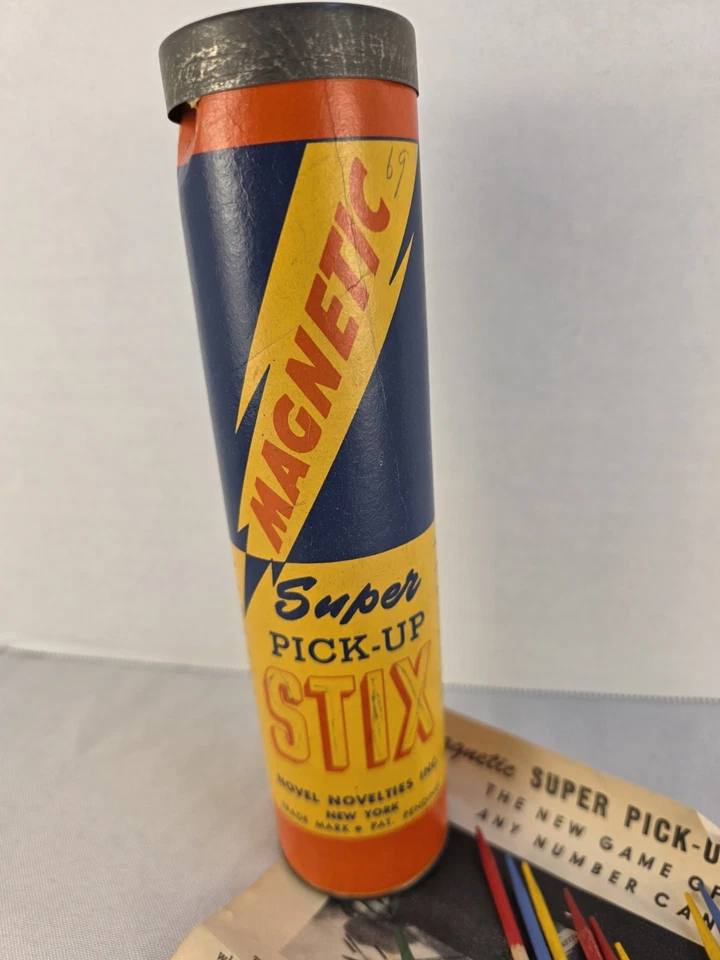 69
MAGNETIC
Super
PICK-UP
STIX
NOVEL NOVELTIES INC.
NEW YORK
TRADE MARK • PAT. PENDING
SUPER PICK-U
THE NEW GAME OF
ANY NUMBER CAN